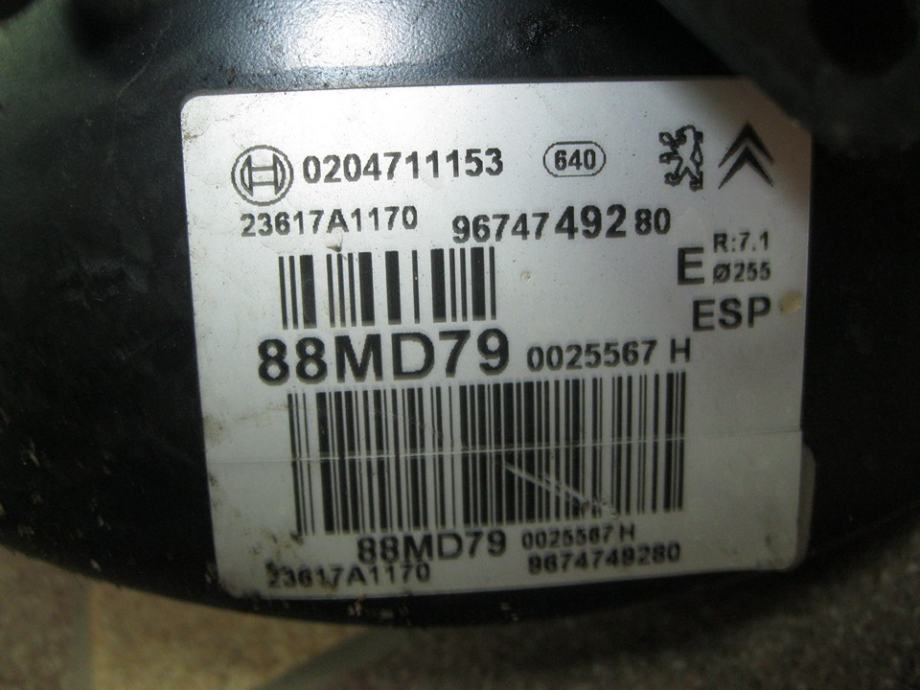 0204711153 640
23617A1170 9674749280
E R:7.1
Ø255
ESP
88MD79 0025567 H
88MD79 0025567 H
23617A1170 9674749280